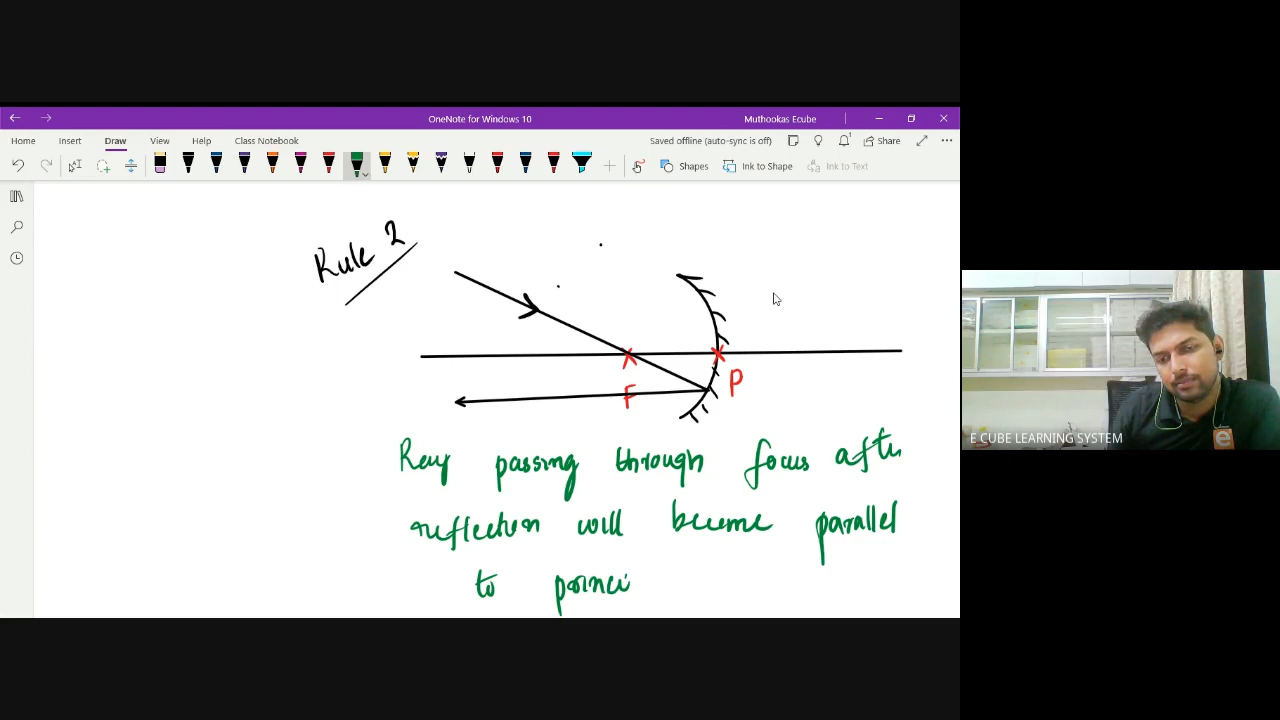 OneNote for Windows 10
Muthookas Ecube
Home Insert Draw View Help Class Notebook
Saved offline (auto-sync is off)
Share
Shapes
Ink to Shape
Ink to Text
Rule 2
P
F
Ray passing through focus after
reflection will become parallel
to princi
E CUBE LEARNING SYSTEM
e